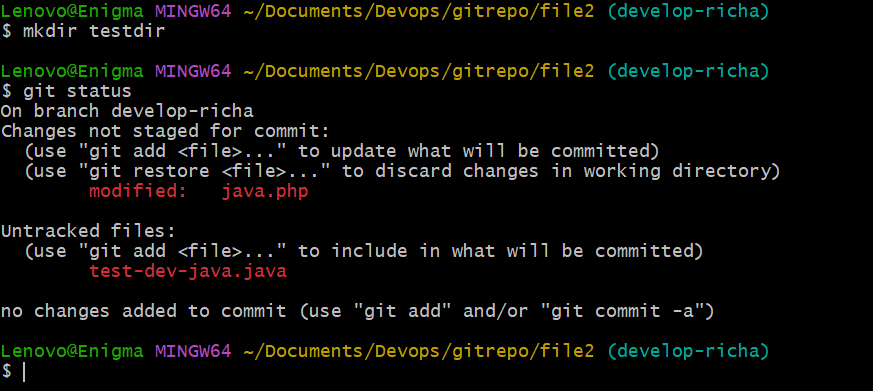 Lenovo@Enigma MINGW64 ~/Documents/Devops/gitrepo/file2 (develop-richa)
$ mkdir testdir

Lenovo@Enigma MINGW64 ~/Documents/Devops/gitrepo/file2 (develop-richa)
$ git status
On branch develop-richa
Changes not staged for commit:
  (use "git add <file>..." to update what will be committed)
  (use "git restore <file>..." to discard changes in working directory)
        modified:   java.php

Untracked files:
  (use "git add <file>..." to include in what will be committed)
        test-dev-java.java

no changes added to commit (use "git add" and/or "git commit -a")

Lenovo@Enigma MINGW64 ~/Documents/Devops/gitrepo/file2 (develop-richa)
$